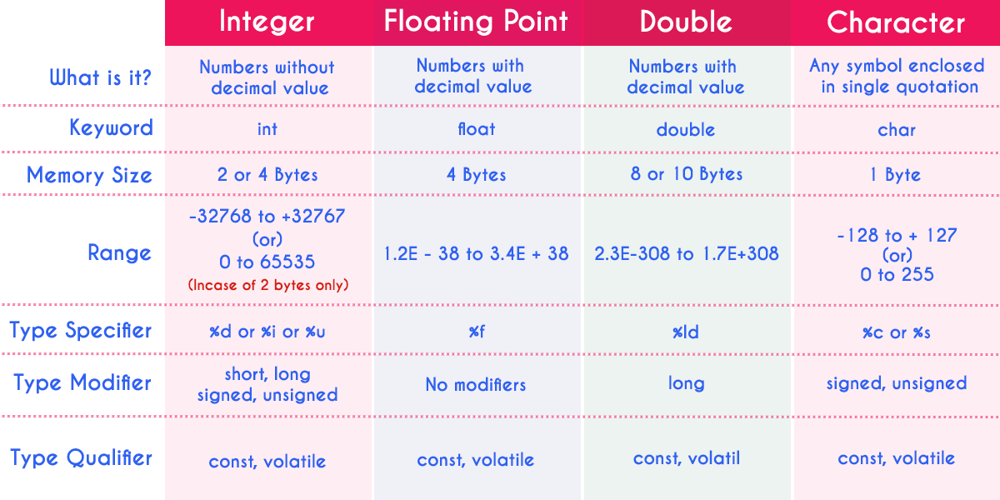 Integer Floating Point Double Character
What is it?
Numbers without
decimal value
Numbers with
decimal value
Numbers with
decimal value
Any symbol enclosed
in single quotation
Keyword
int
float
double
char
Memory Size
2 or 4 Bytes
4 Bytes
8 or 10 Bytes
1 Byte
Range
-32768 to +32767
(or)
0 to 65535
(Incase of 2 bytes only)
1.2E - 38 to 3.4E + 38
2.3E-308 to 1.7E+308
-128 to + 127
(or)
0 to 255
Type Specifier
%d or %i or %u
%f
%ld
%c or %s
Type Modifier
short, long
signed, unsigned
No modifiers
long
signed, unsigned
Type Qualifier
const, volatile
const, volatile
const, volatil
const, volatile